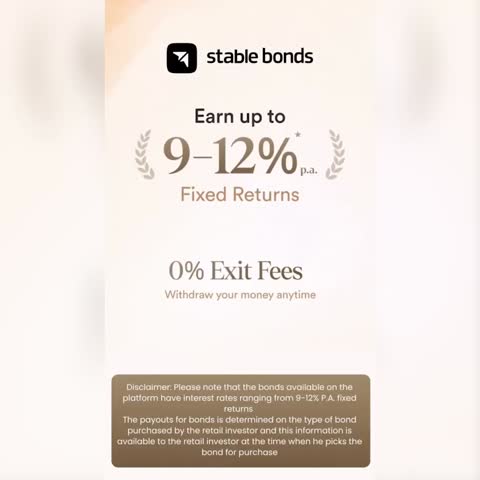 stable bonds
Earn up to
9-12%*
p.a.
Fixed Returns
0% Exit Fees
Withdraw your money anytime
Disclaimer: Please note that the bonds available on the
platform have interest rates ranging from 9-12% P.A. fixed
returns
The payouts for bonds is determined on the type of bond
purchased by the retail investor and this information is
available to the retail investor at the time when he picks the
bond for purchase